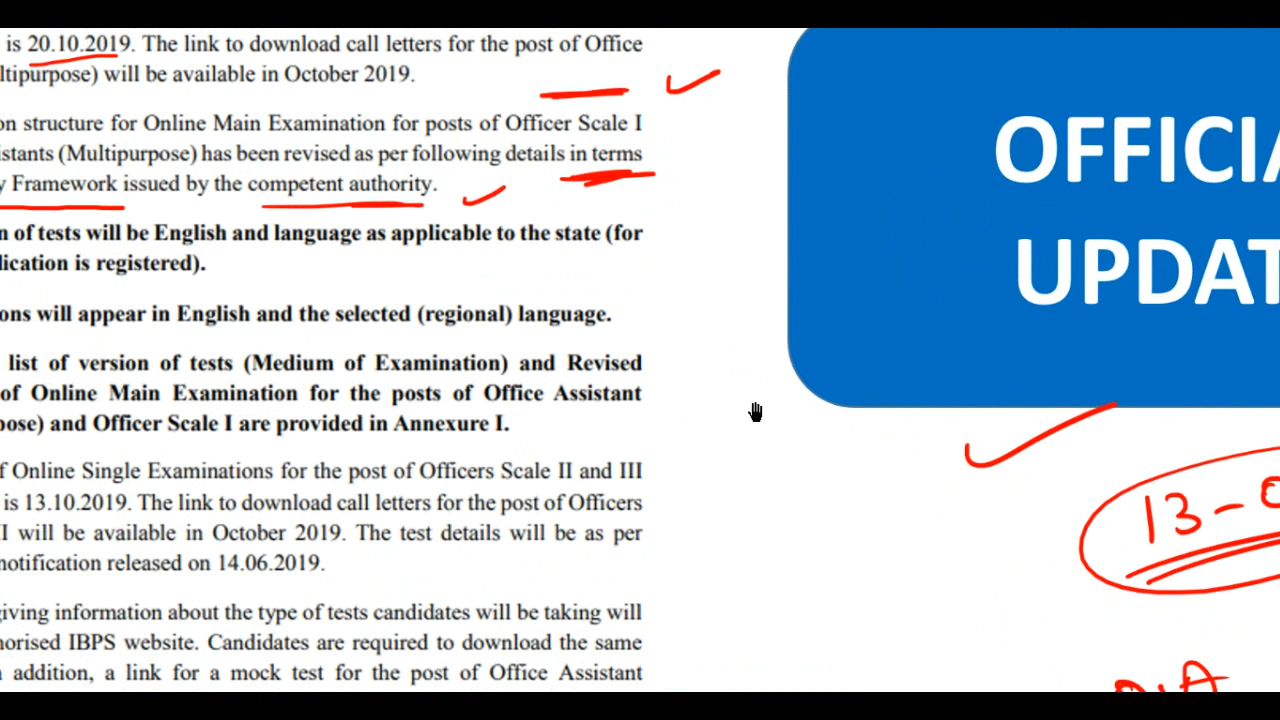 is 20.10.2019. The link to download call letters for the post of Office
ltipurpose) will be available in October 2019.
on structure for Online Main Examination for posts of Officer Scale I
istants (Multipurpose) has been revised as per following details in terms
y Framework issued by the competent authority.
n of tests will be English and language as applicable to the state (for
lication is registered).
ons will appear in English and the selected (regional) language.
list of version of tests (Medium of Examination) and Revised
of Online Main Examination for the posts of Office Assistant
pose) and Officer Scale I are provided in Annexure I.
f Online Single Examinations for the post of Officers Scale II and III
is 13.10.2019. The link to download call letters for the post of Officers
II will be available in October 2019. The test details will be as per
notification released on 14.06.2019.
giving information about the type of tests candidates will be taking will
horised IBPS website. Candidates are required to download the same
addition, a link for a mock test for the post of Office Assistant
OFFICIA
UPDAT
13-0